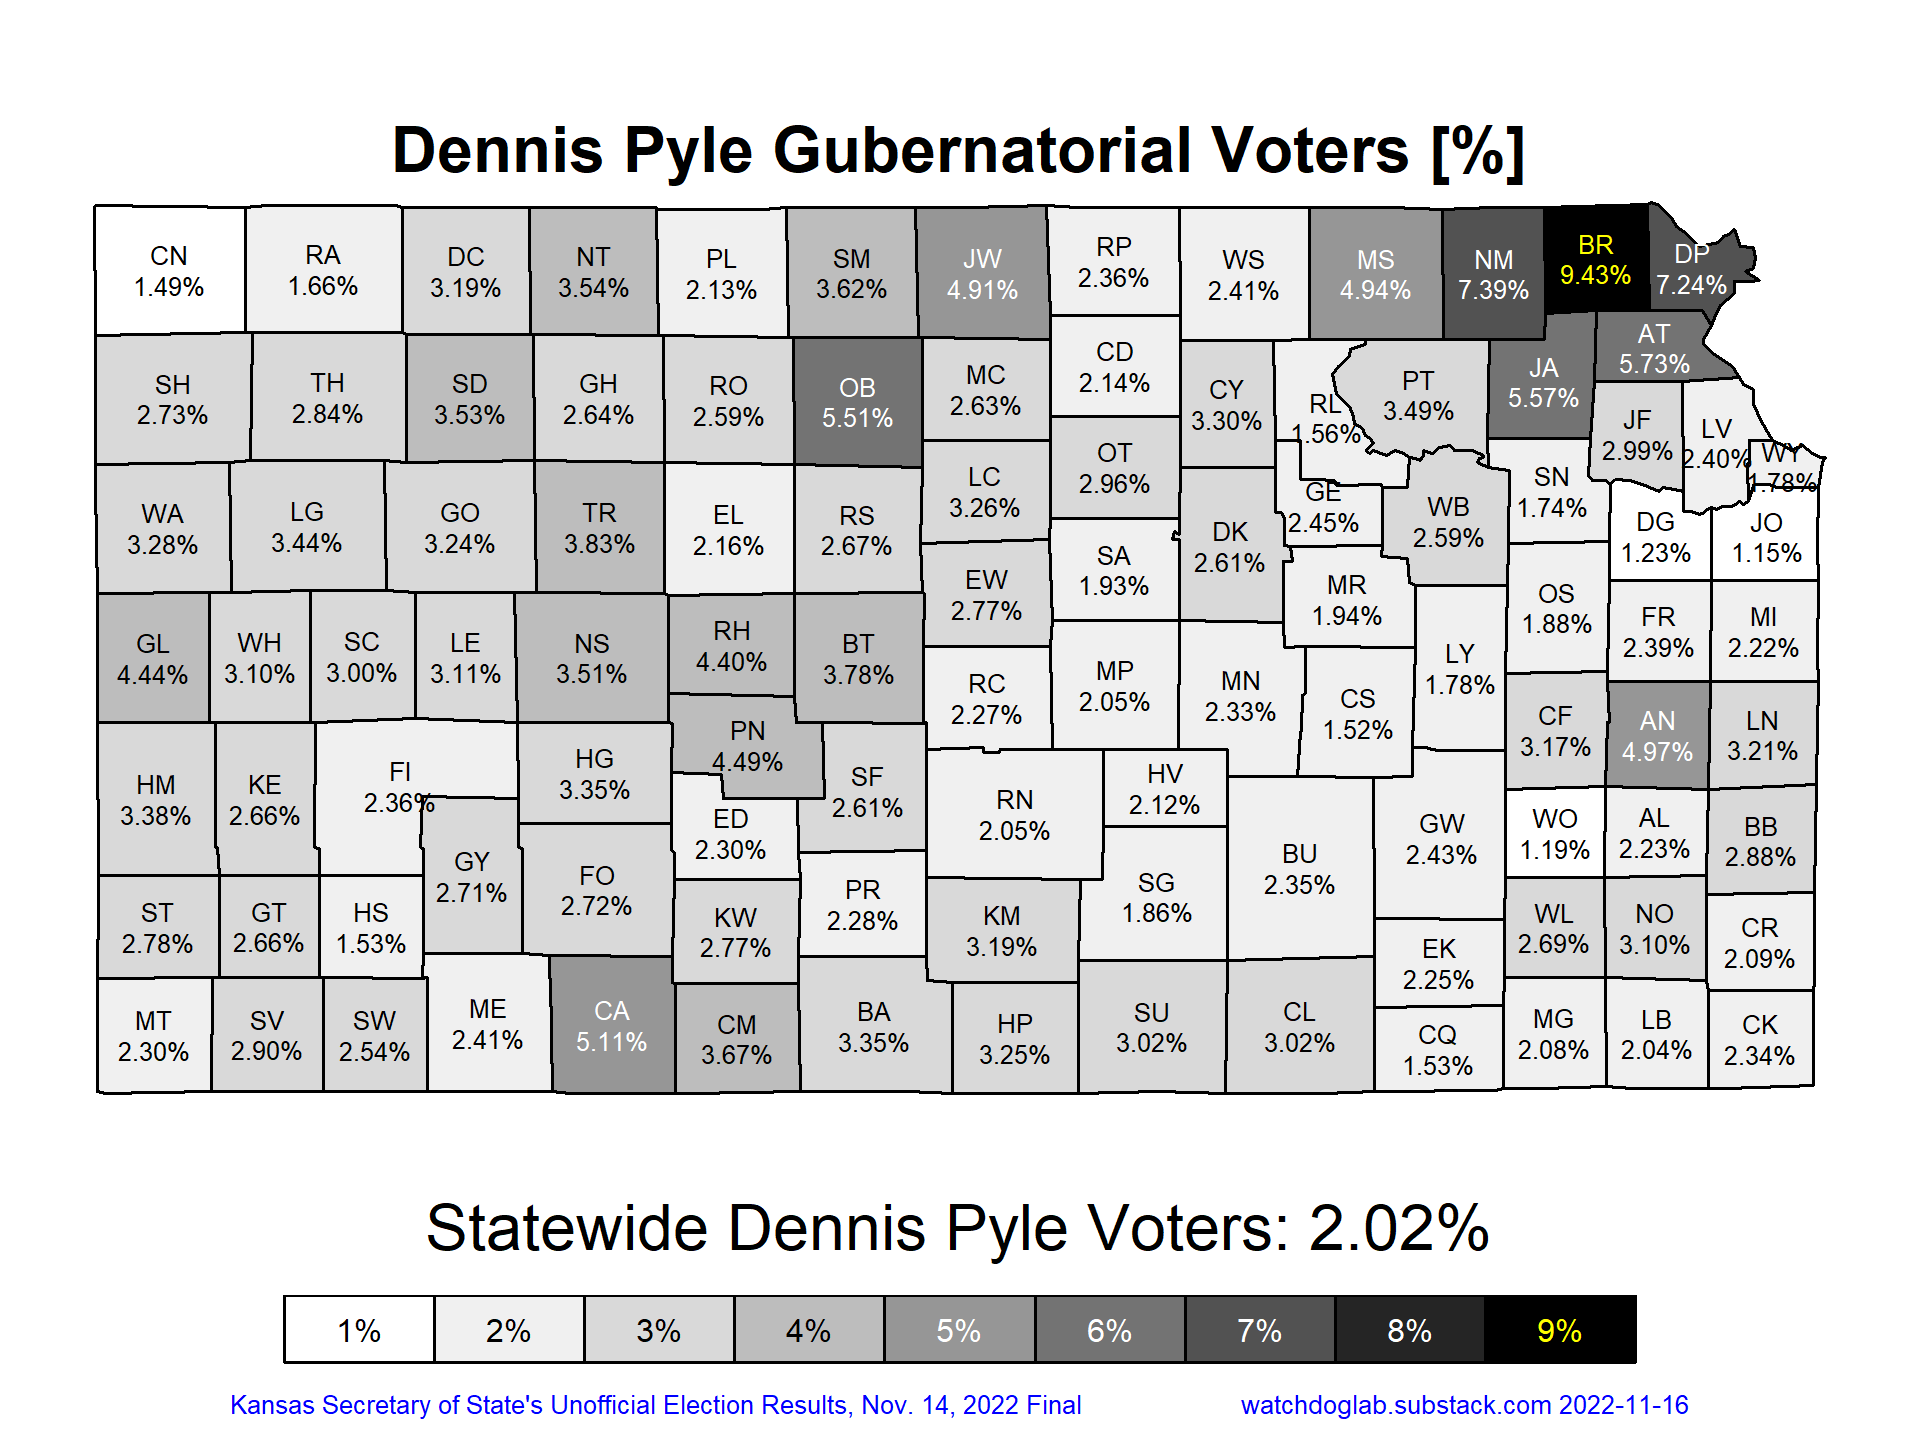 Dennis Pyle Gubernatorial Voters [%]
CN
1.49%
RA
1.66%
DC
3.19%
NT
3.54%
PL
2.13%
SM
3.62%
JW
4.91%
RP
2.36%
WS
2.41%
MS
4.94%
NM
7.39%
BR
9.43%
DP
7.24%
SH
2.73%
TH
2.84%
SD
3.53%
GH
2.64%
RO
2.59%
OB
5.51%
MC
2.63%
CD
2.14%
CY
3.30%
RL
1.56%
PT
3.49%
JA
5.57%
AT
5.73%
JF
2.99%
LV
2.40%
WY
1.78%
WA
3.28%
LG
3.44%
GO
3.24%
TR
3.83%
EL
2.16%
RS
2.67%
LC
3.26%
OT
2.96%
DK
2.61%
GE
2.45%
WB
2.59%
SN
1.74%
DG
1.23%
JO
1.15%
EW
2.77%
SA
1.93%
MR
1.94%
OS
1.88%
FR
2.39%
MI
2.22%
GL
4.44%
WH
3.10%
SC
3.00%
LE
3.11%
NS
3.51%
RH
4.40%
BT
3.78%
RC
2.27%
MP
2.05%
MN
2.33%
CS
1.52%
LY
1.78%
CF
3.17%
AN
4.97%
LN
3.21%
HM
3.38%
KE
2.66%
FI
2.36%
HG
3.35%
PN
4.49%
SF
2.61%
RN
2.05%
HV
2.12%
BU
2.35%
GW
2.43%
WO
1.19%
AL
2.23%
BB
2.88%
GY
2.71%
FO
2.72%
ED
2.30%
ST
2.78%
GT
2.66%
HS
1.53%
KW
2.77%
PR
2.28%
KM
3.19%
SG
1.86%
EK
2.25%
WL
2.69%
NO
3.10%
CR
2.09%
MT
2.30%
SV
2.90%
SW
2.54%
ME
2.41%
CA
5.11%
CM
3.67%
BA
3.35%
HP
3.25%
SU
3.02%
CL
3.02%
CQ
1.53%
MG
2.08%
LB
2.04%
CK
2.34%
Statewide Dennis Pyle Voters: 2.02%
1% 2% 3% 4% 5% 6% 7% 8% 9%
Kansas Secretary of State's Unofficial Election Results, Nov. 14, 2022 Final
watchdoglab.substack.com 2022-11-16